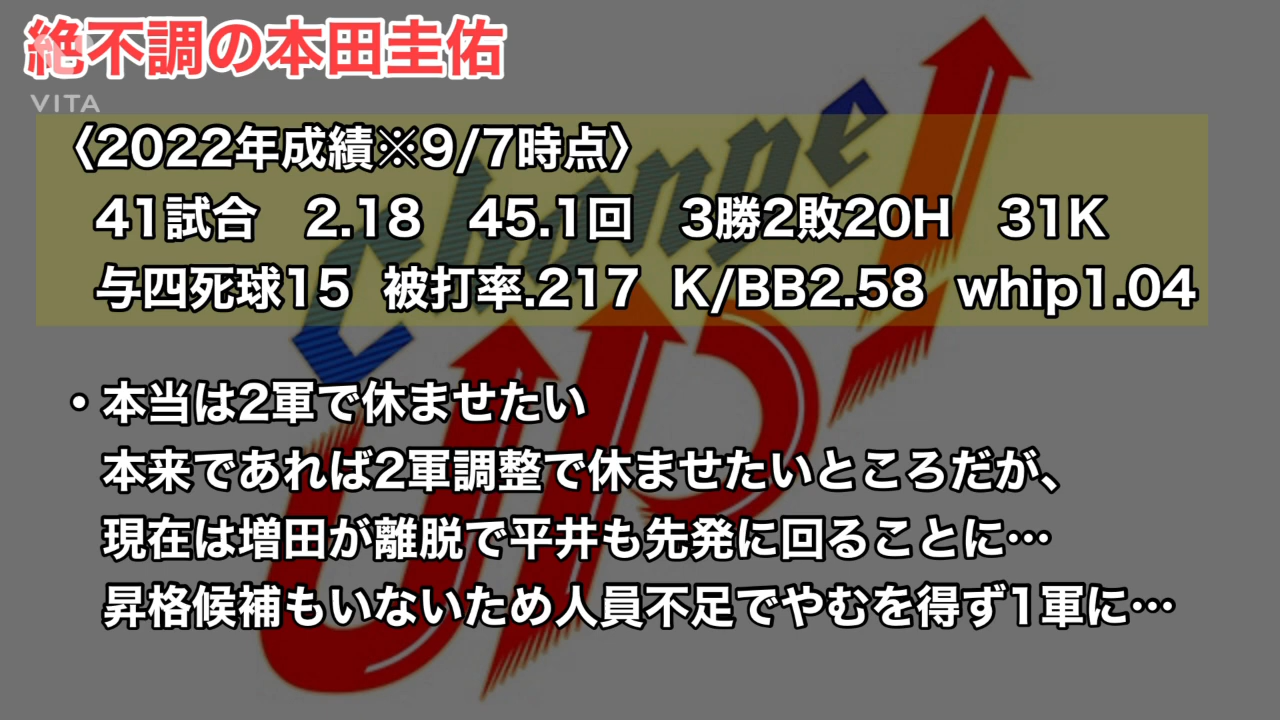 絶不調の本田圭佑
VITA
〈2022年成績※9/7時点〉
41試合 2.18 45.1回 3勝2敗20H 31K
与四死球15 被打率.217 K/BB2.58 whip1.04
・本当は2軍で休ませたい
本来であれば2軍調整で休ませたいところだが、
現在は増田が離脱で平井も先発に回ることに…
昇格候補もいないため人員不足でやむを得ず1軍に…
Change
UP!